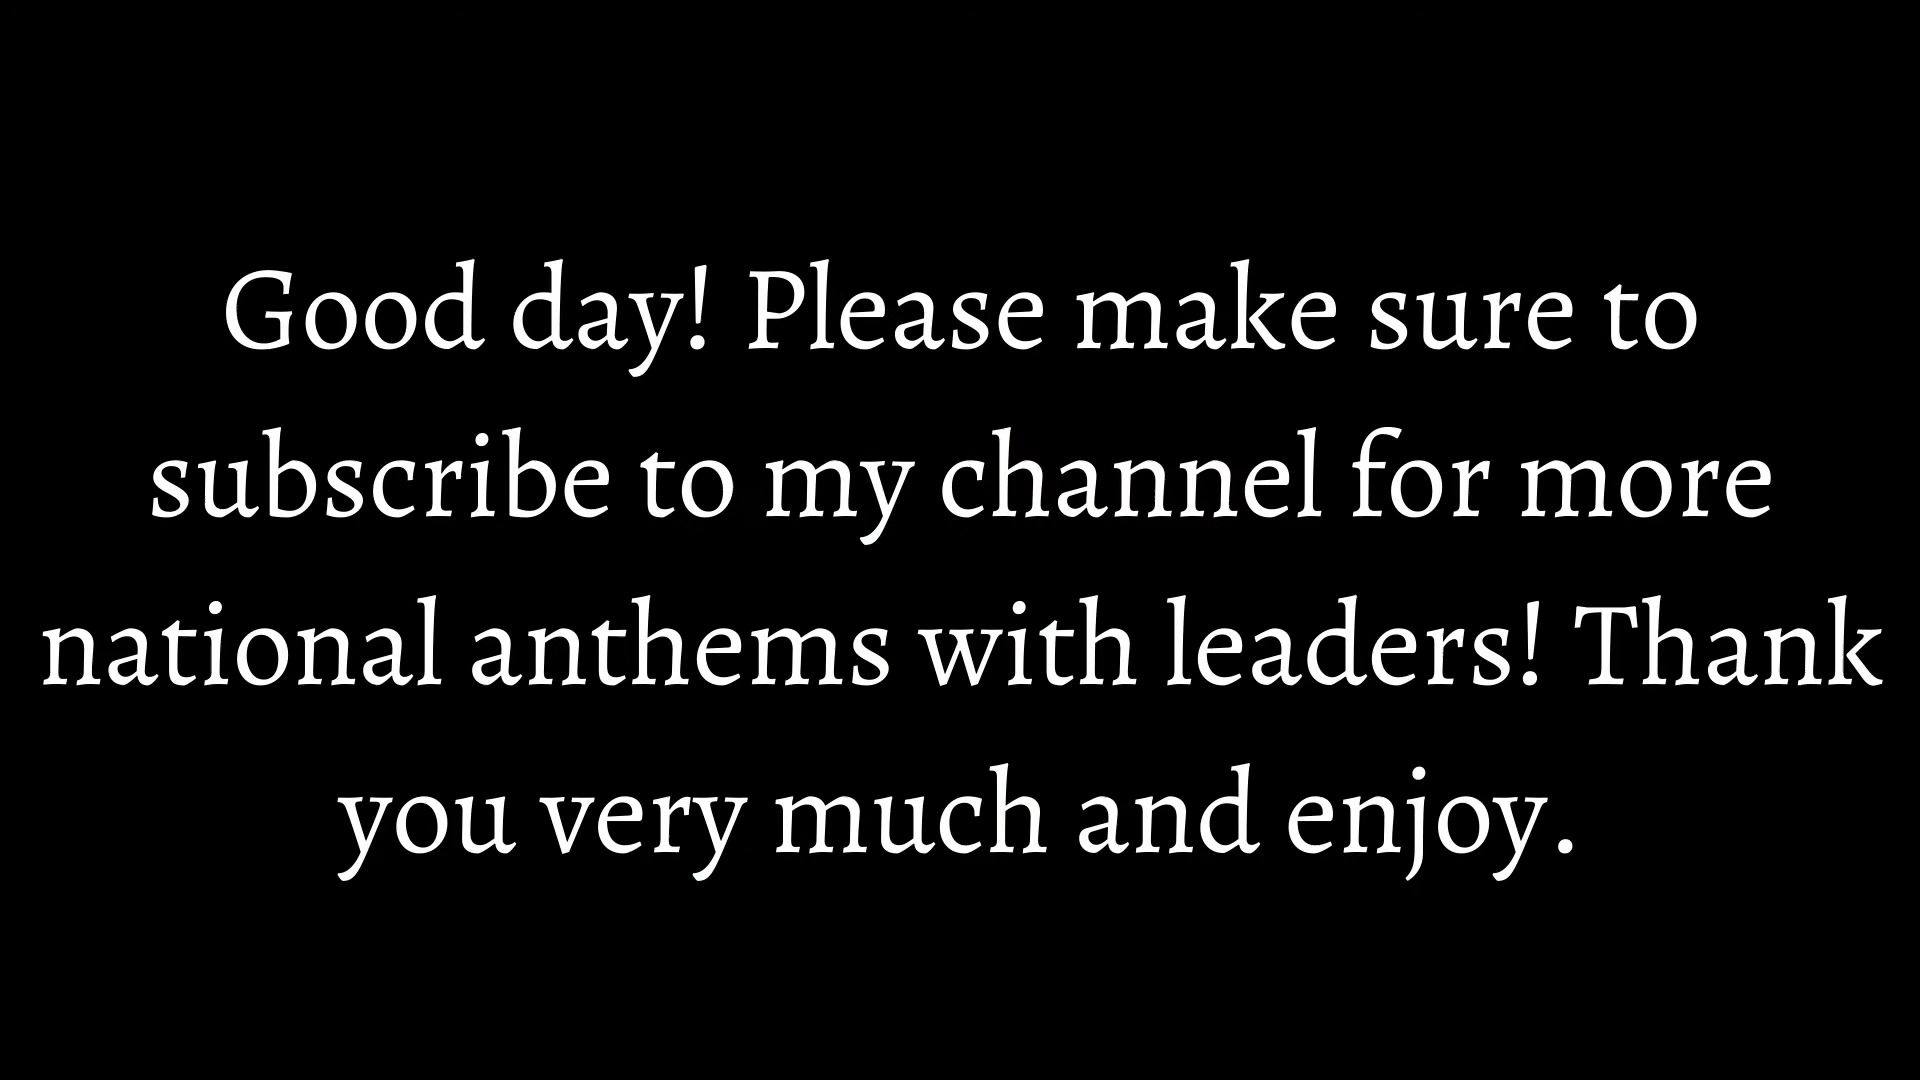 Good day! Please make sure to
subscribe to my channel for more
national anthems with leaders! Thank
you very much and enjoy.